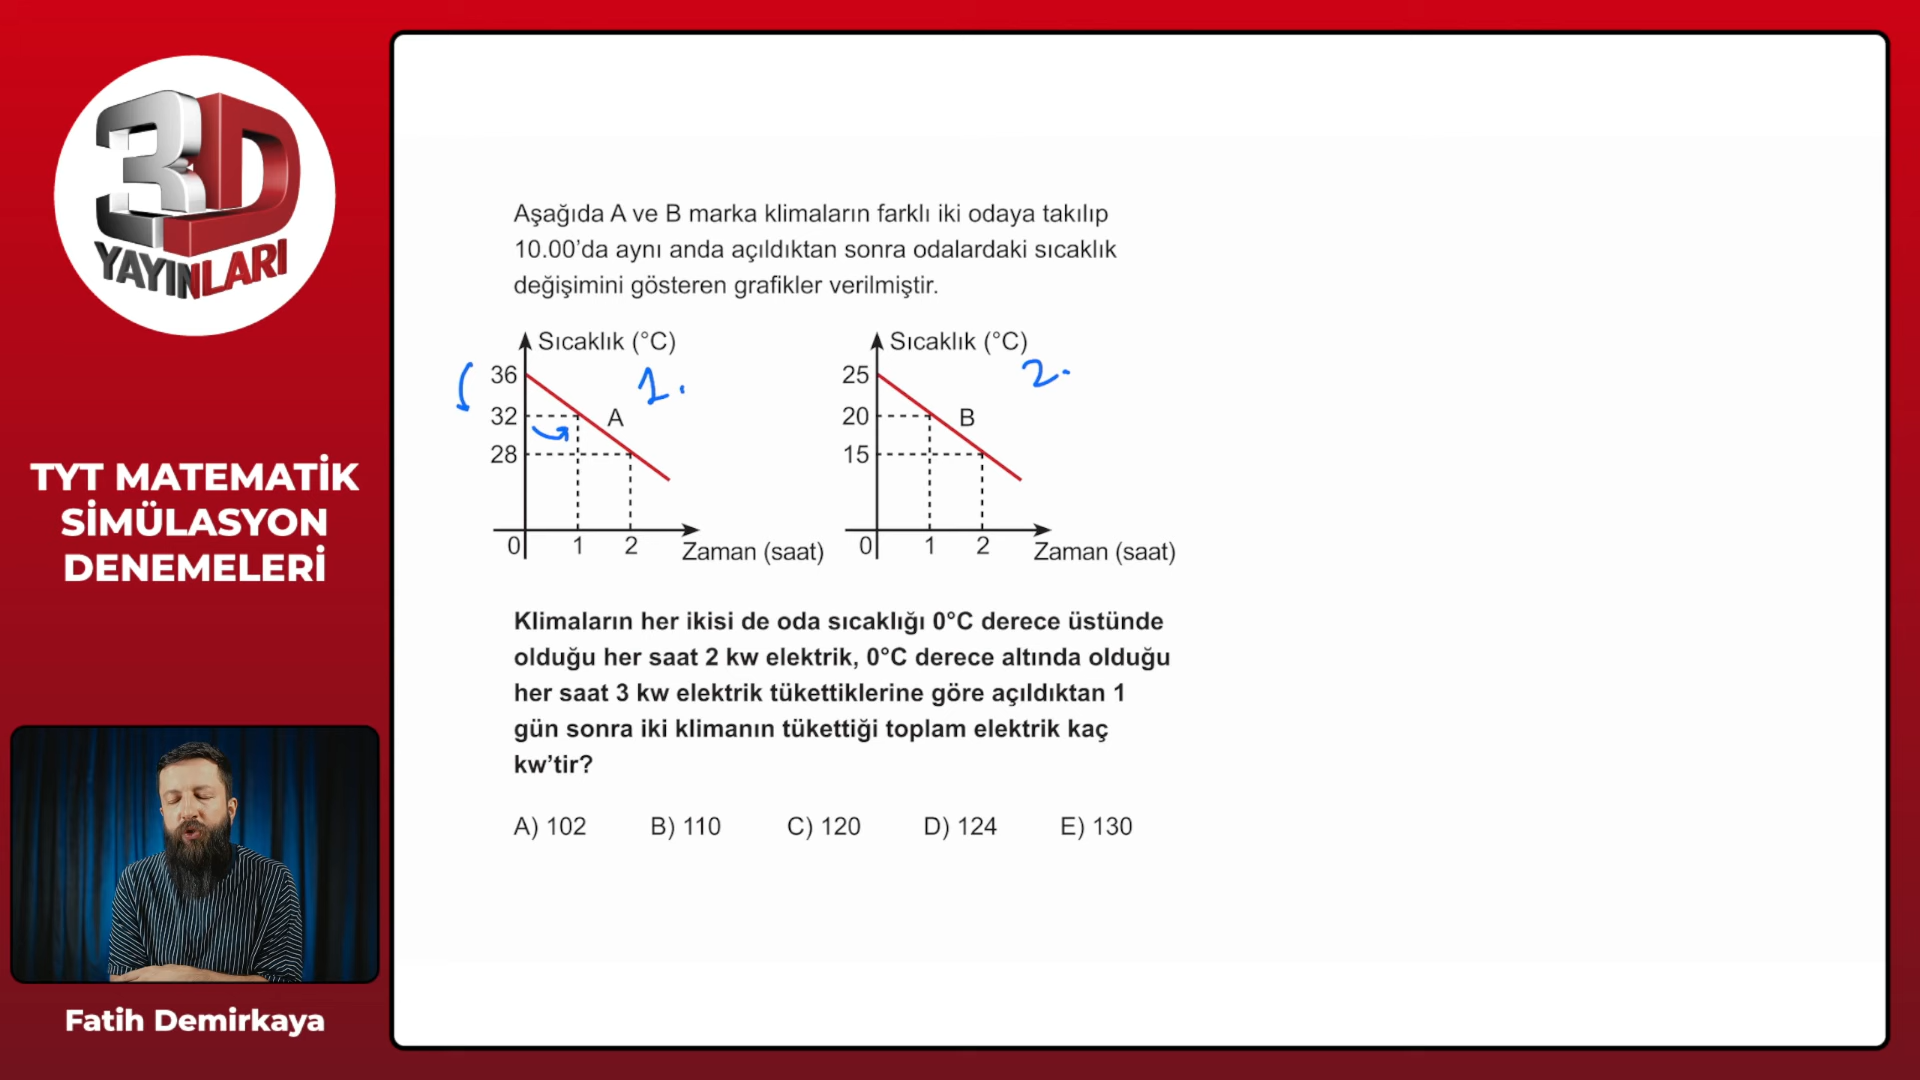 3D
YAYINLARI
TYT MATEMATİK
SİMÜLASYON
DENEMELERİ
Fatih Demirkaya
Aşağıda A ve B marka klimaların farklı iki odaya takılıp
10.00’da aynı anda açıldıktan sonra odalardaki sıcaklık
değişimini gösteren grafikler verilmiştir.
Sıcaklık (°C)
36
32
28
A
1.
0
1
2
Zaman (saat)
Sıcaklık (°C)
25
20
15
B
2.
0
1
2
Zaman (saat)
Klimaların her ikisi de oda sıcaklığı 0°C derece üstünde
olduğu her saat 2 kw elektrik, 0°C derece altında olduğu
her saat 3 kw elektrik tükettiklerine göre açıldıktan 1
gün sonra iki klimanın tükettiği toplam elektrik kaç
kw’tir?
A) 102 B) 110 C) 120 D) 124 E) 130